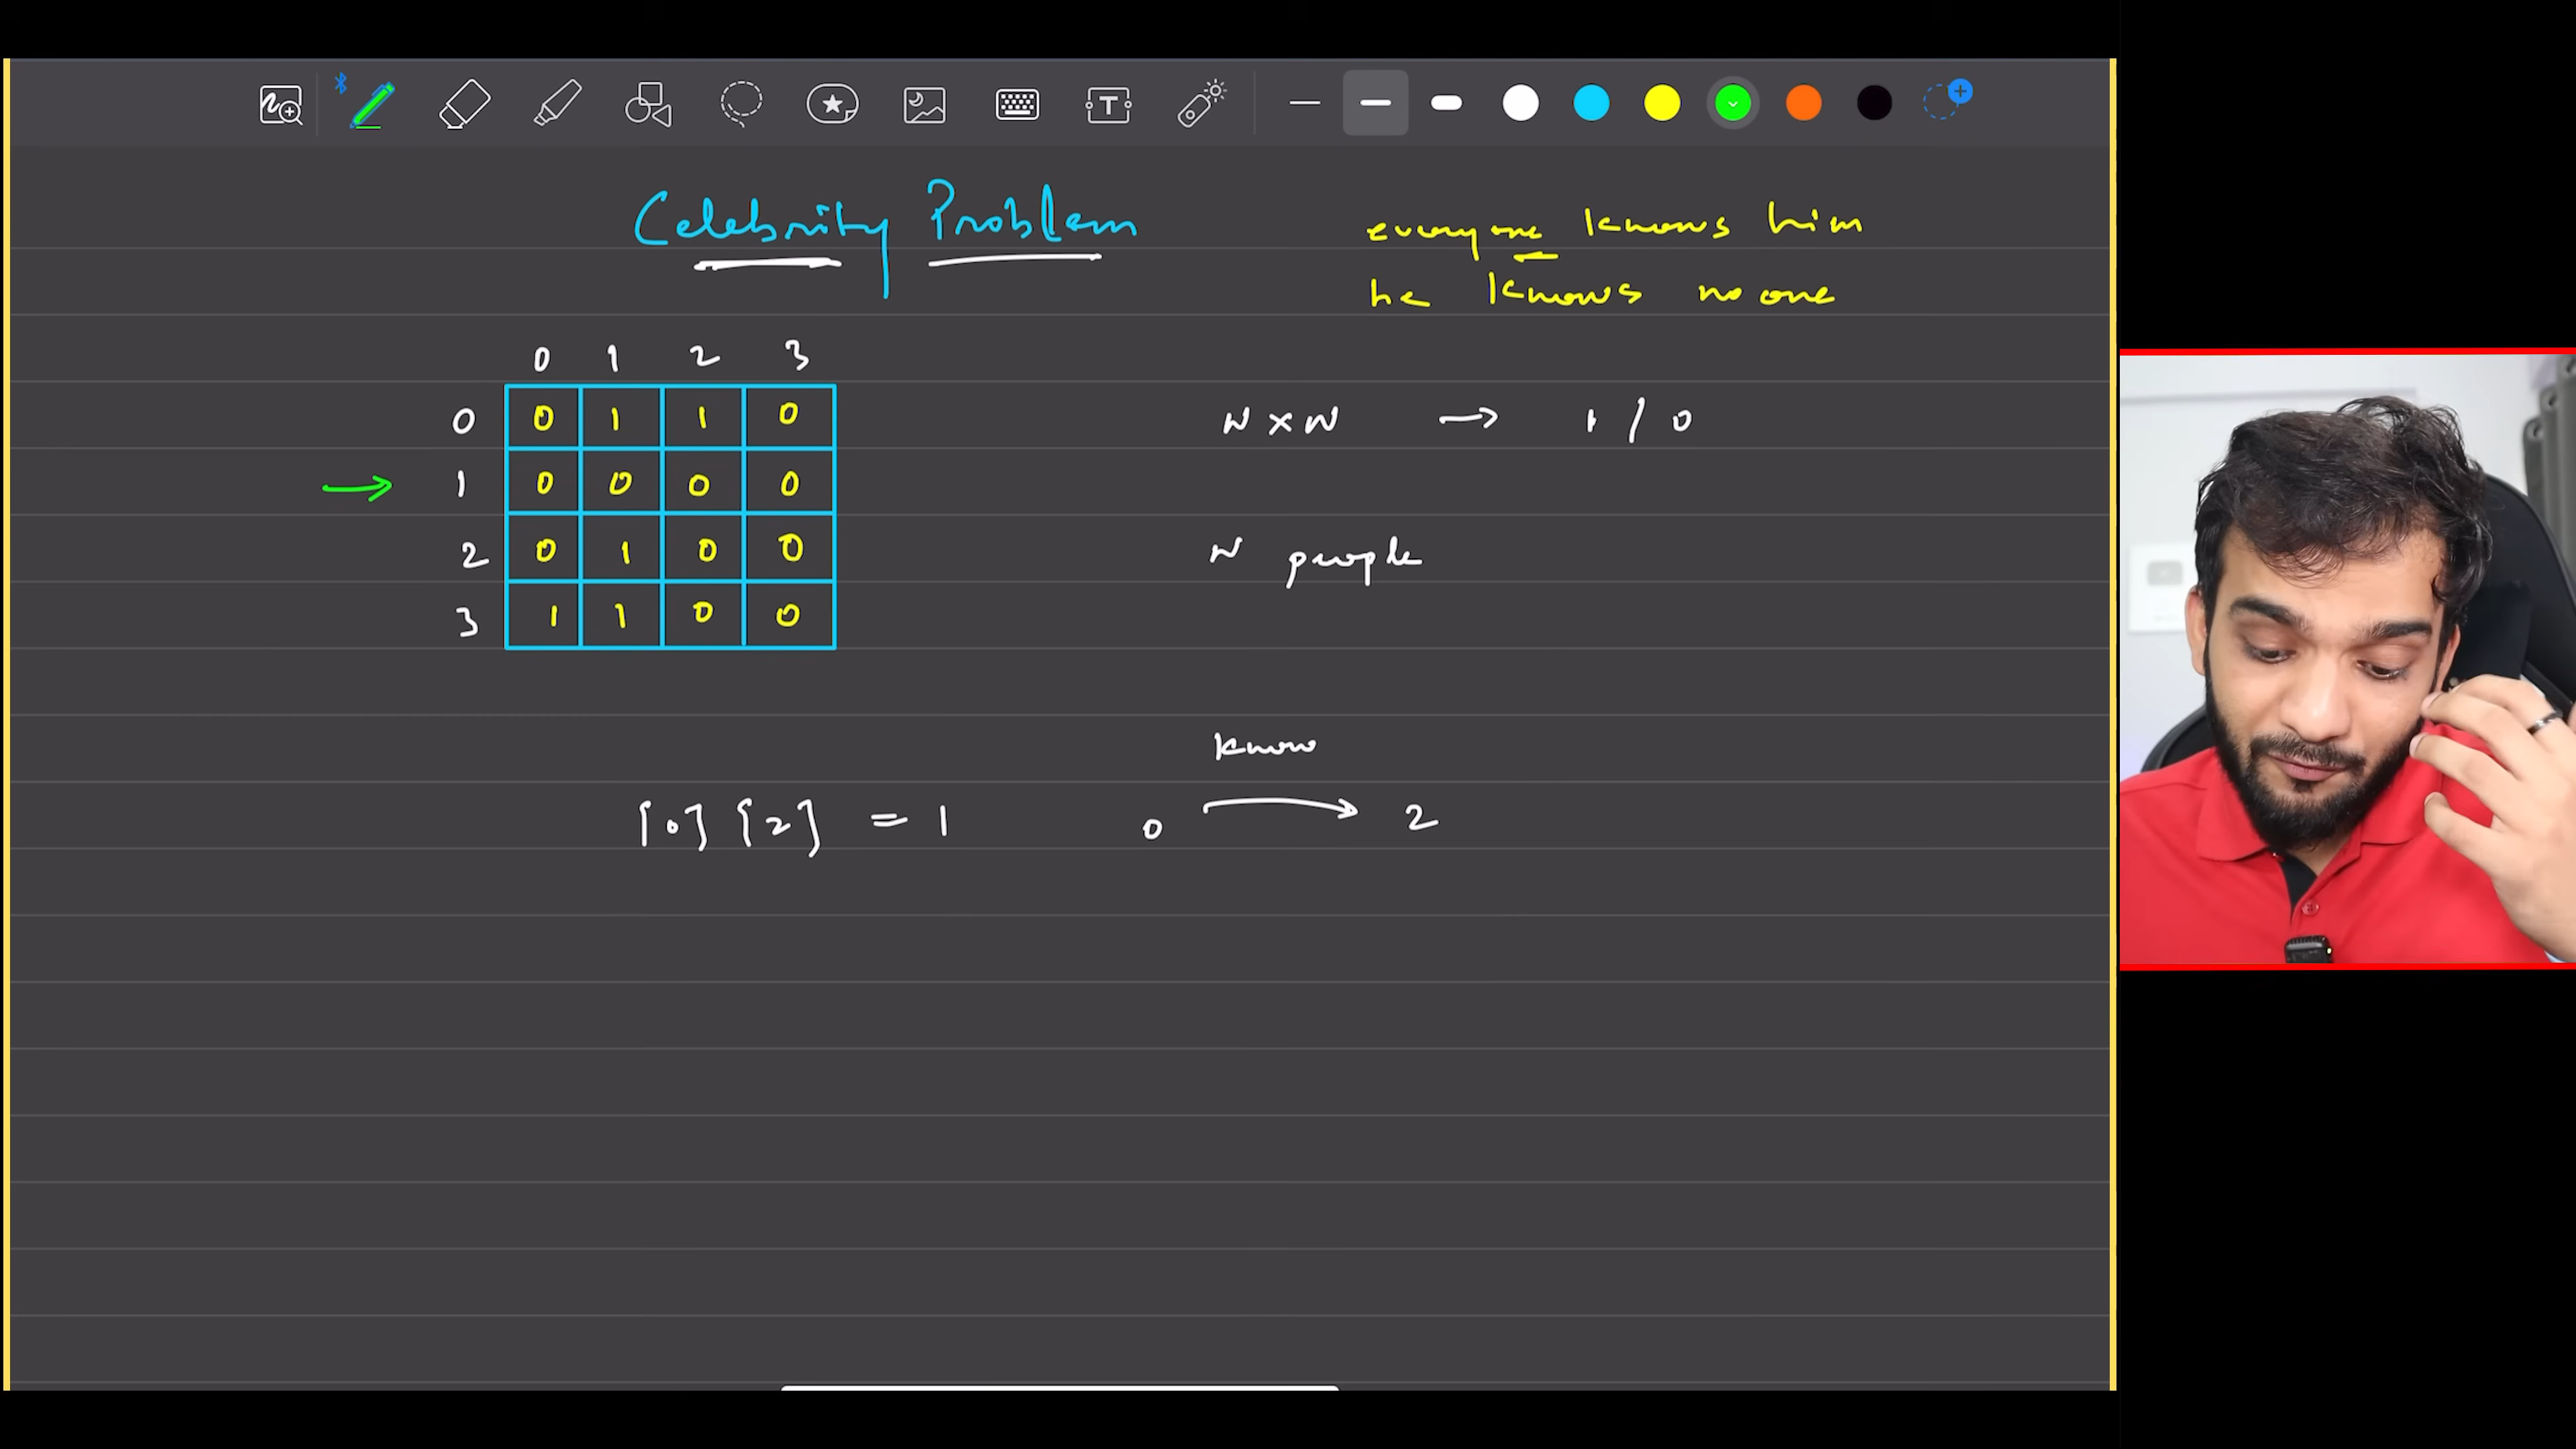 T
Celebrity Problem
everyone knows him
he knows no one
0 1 2 3
0 0 1 1 0
N x N → 1 / 0
→ 1 0 0 0 0
2 0 1 0 0
N people
3 1 1 0 0
know
[0] [2] = 1 0 → 2